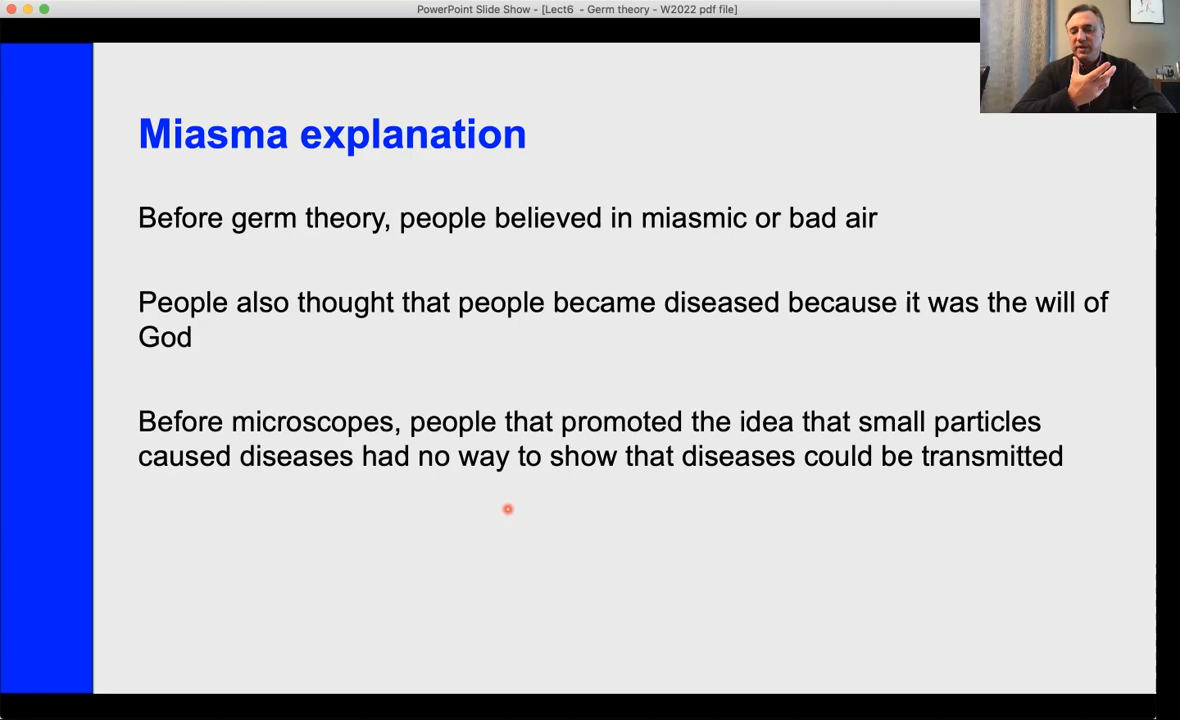 PowerPoint Slide Show - [Lect6  - Germ theory - W2022 pdf file]
Miasma explanation
Before germ theory, people believed in miasmic or bad air
People also thought that people became diseased because it was the will of
God
Before microscopes, people that promoted the idea that small particles
caused diseases had no way to show that diseases could be transmitted